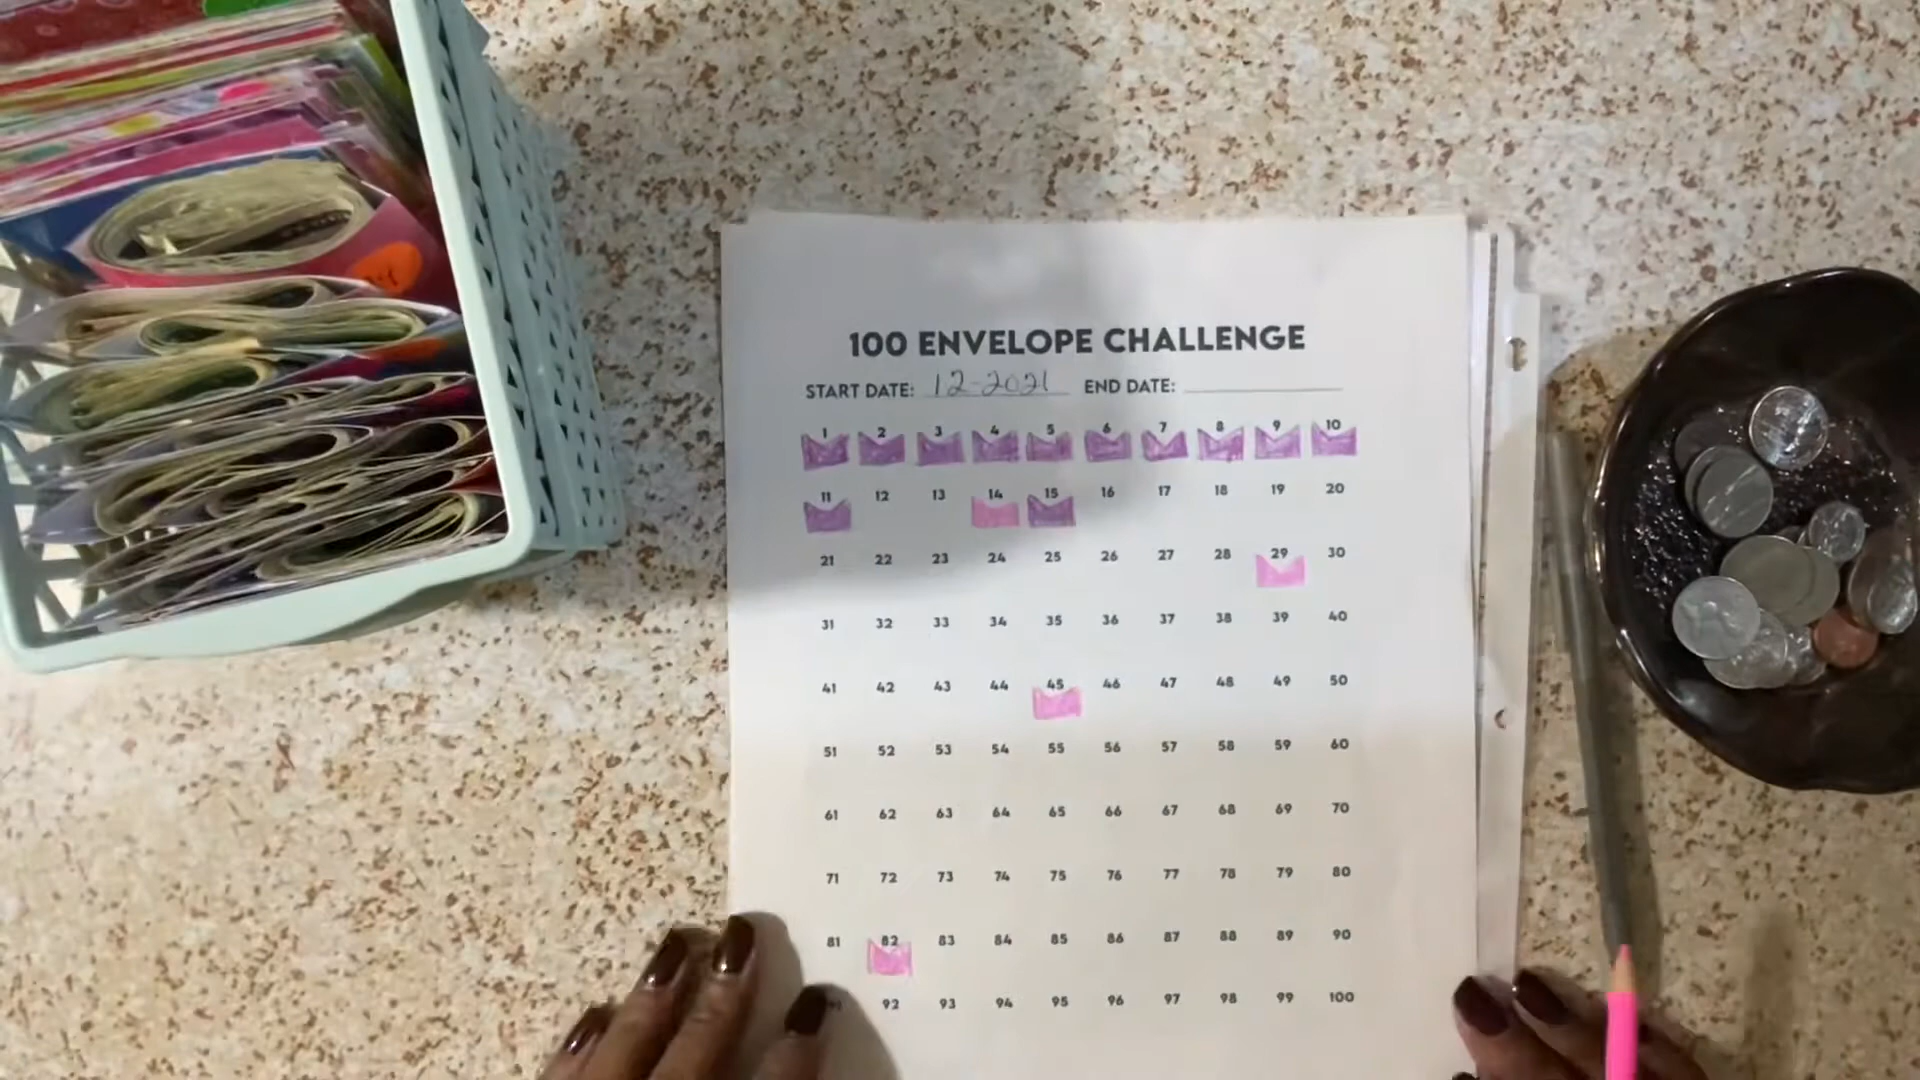 100 ENVELOPE CHALLENGE
START DATE: 12-2021 END DATE:
1 2 3 4 5 6 7 8 9 10
11 12 13 14 15 16 17 18 19 20
21 22 23 24 25 26 27 28 29 30
31 32 33 34 35 36 37 38 39 40
41 42 43 44 45 46 47 48 49 50
51 52 53 54 55 56 57 58 59 60
61 62 63 64 65 66 67 68 69 70
71 72 73 74 75 76 77 78 79 80
81 82 83 84 85 86 87 88 89 90
92 93 94 95 96 97 98 99 100